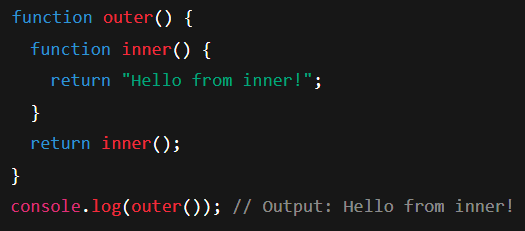 function outer() {
  function inner() {
    return "Hello from inner!";
  }
  return inner();
}
console.log(outer()); // Output: Hello from inner!